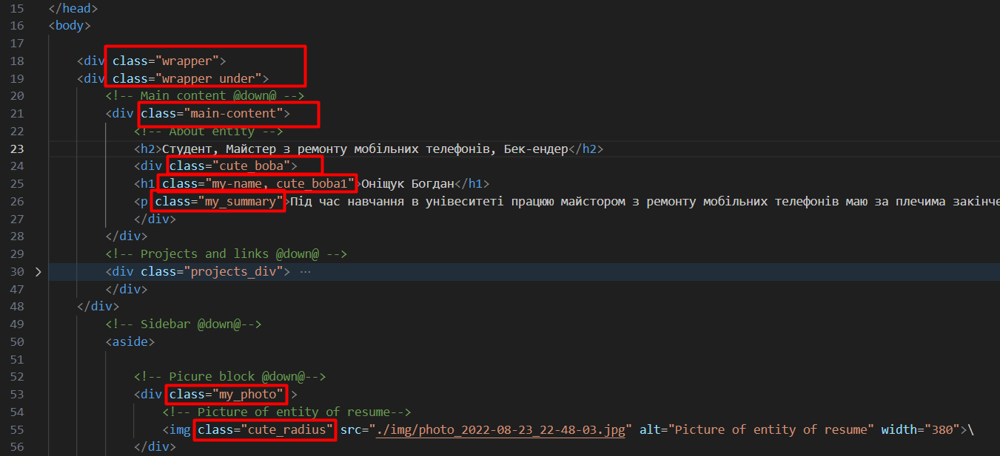 15 </head>
16 <body>
17
18 <div class="wrapper">
19 <div class="wrapper under">
20 <!-- Main content @down@ -->
21 <div class="main-content">
22 <!-- About entity -->
23 <h2>Студент, Майстер з ремонту мобільних телефонів, Бек-ендер</h2>
24 <div class="cute_boba">
25 <h1 class="my-name, cute_boba1">Оніщук Богдан</h1>
26 <p class="my_summary">Під час навчання в унівеситеті працюю майстором з ремонту мобільних телефонів маю за плечима закінче
27 </div>
28 </div>
29 <!-- Projects and links @down@ -->
30 <div class="projects_div"> ⋯
47 </div>
48 </div>
49 <!-- Sidebar @down@-->
50 <aside>
51
52 <!-- Picure block @down@-->
53 <div class="my_photo" >
54 <!-- Picture of entity of resume-->
55 <img class="cute_radius" src="./img/photo_2022-08-23_22-48-03.jpg" alt="Picture of entity of resume" width="380">\
56 </div>